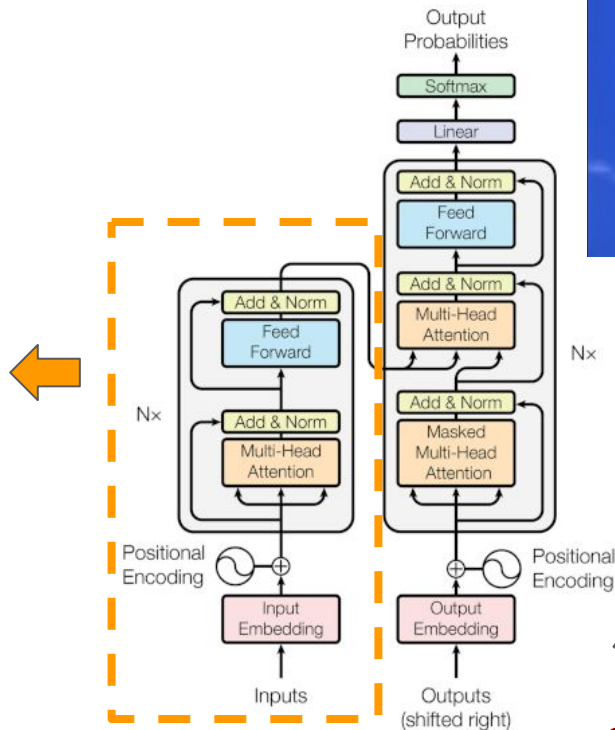 Output
Probabilities
Softmax
Linear
Add & Norm
Feed
Forward
Add & Norm
Multi-Head
Attention
Nx
Add & Norm
Masked
Multi-Head
Attention
Positional
Encoding
Output
Embedding
Outputs
(shifted right)
Add & Norm
Feed
Forward
Nx
Add & Norm
Multi-Head
Attention
Positional
Encoding
Input
Embedding
Inputs